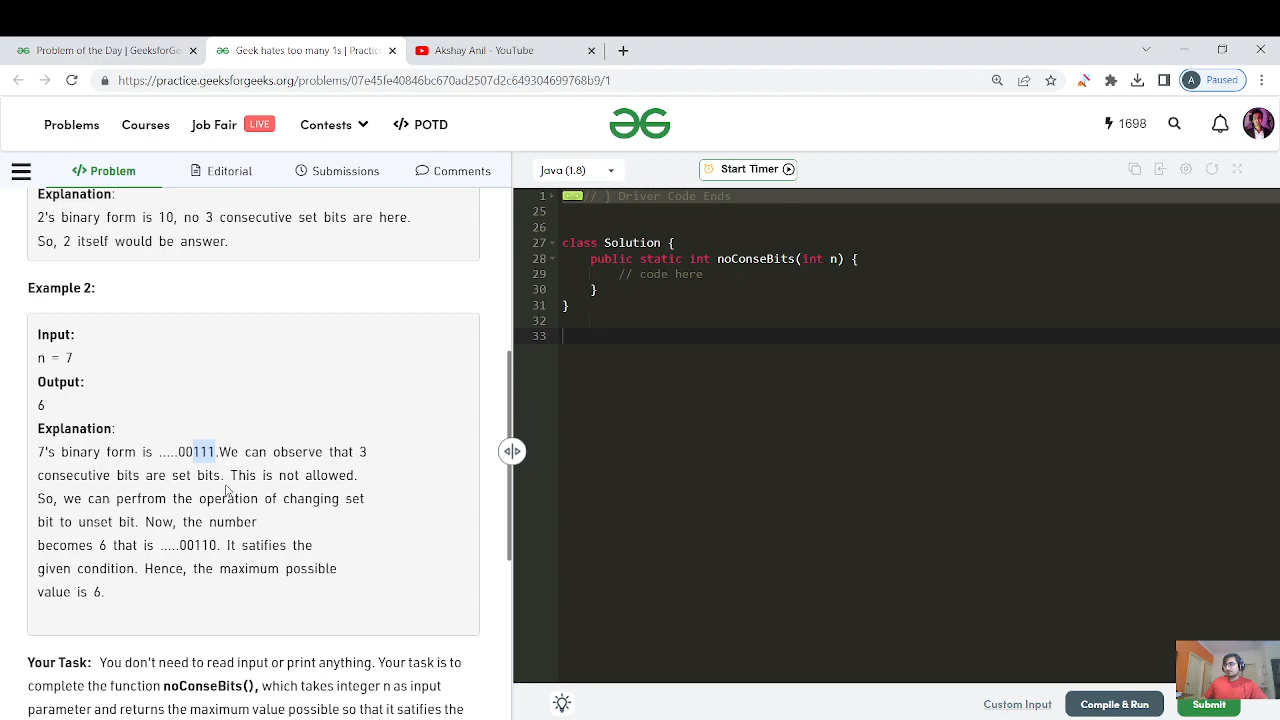 Problem of the Day | GeeksforGe
Geek hates too many 1s | Practic
Akshay Anil - YouTube
https://practice.geeksforgeeks.org/problems/07e45fe40846bc670ad2507d2c649304699768b9/1
A Paused
Problems
Courses
Job Fair LIVE
Contests
</> POTD
1698
</> Problem
Editorial
Submissions
Comments
Java (1.8)
Start Timer
Explanation:
2's binary form is 10, no 3 consecutive set bits are here.
So, 2 itself would be answer.
Example 2:
Input:
n = 7
Output:
6
Explanation:
7's binary form is .....00111.We can observe that 3
consecutive bits are set bits. This is not allowed.
So, we can perfrom the operation of changing set
bit to unset bit. Now, the number
becomes 6 that is .....00110. It satifies the
given condition. Hence, the maximum possible
value is 6.
Your Task: You don't need to read input or print anything. Your task is to
complete the function noConseBits(), which takes integer n as input
parameter and returns the maximum value possible so that it satifies the
1 // } Driver Code Ends
25
26
27 class Solution {
28 public static int noConseBits(int n) {
29 // code here
30 }
31 }
32
33
Custom Input
Compile & Run
Submit